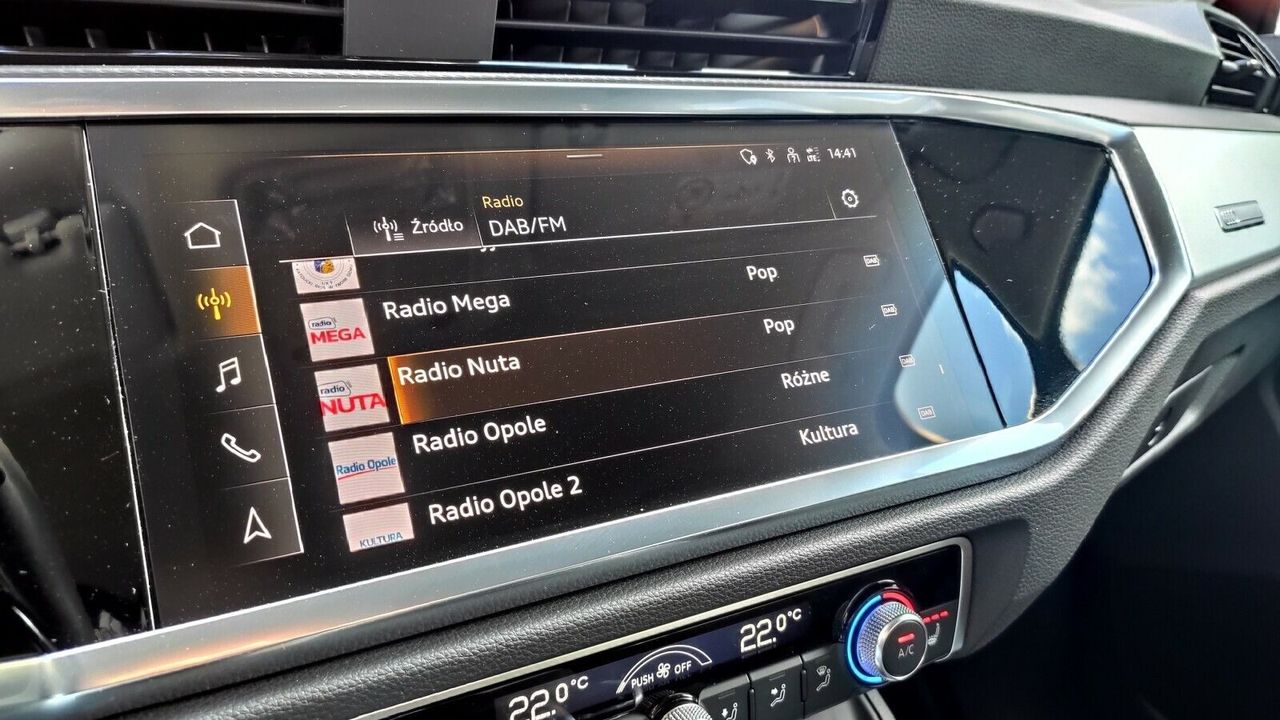 14:41
Radio
Źródło DAB/FM
Radio Mega Pop DAB
radio MEGA
Radio Nuta Pop DAB
radio NUTA
Radio Opole Różne DAB
Radio Opole
Radio Opole 2 Kultura DAB
KULTURA
22.0°C
PUSH OFF
22.0°C
A/C